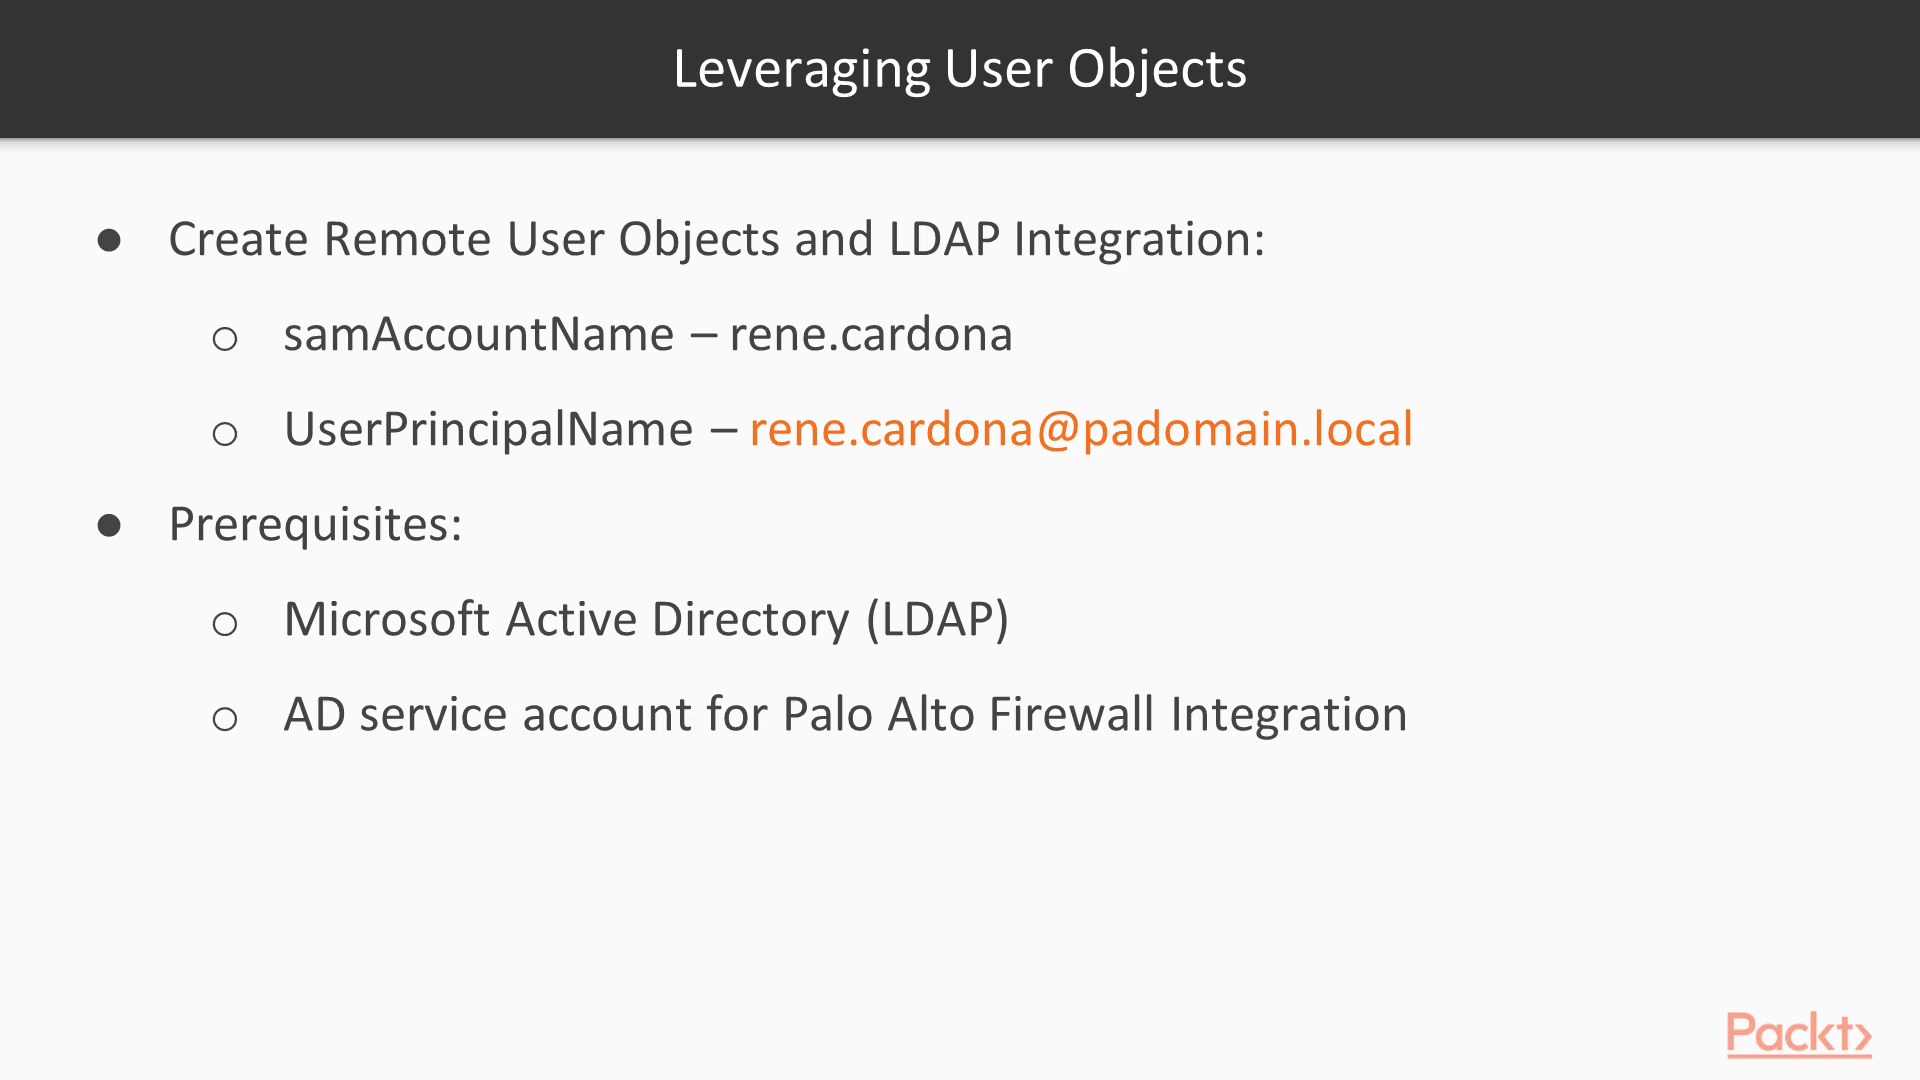 Leveraging User Objects
● Create Remote User Objects and LDAP Integration:
○ samAccountName – rene.cardona
○ UserPrincipalName – rene.cardona@padomain.local
● Prerequisites:
○ Microsoft Active Directory (LDAP)
○ AD service account for Palo Alto Firewall Integration
Packt>